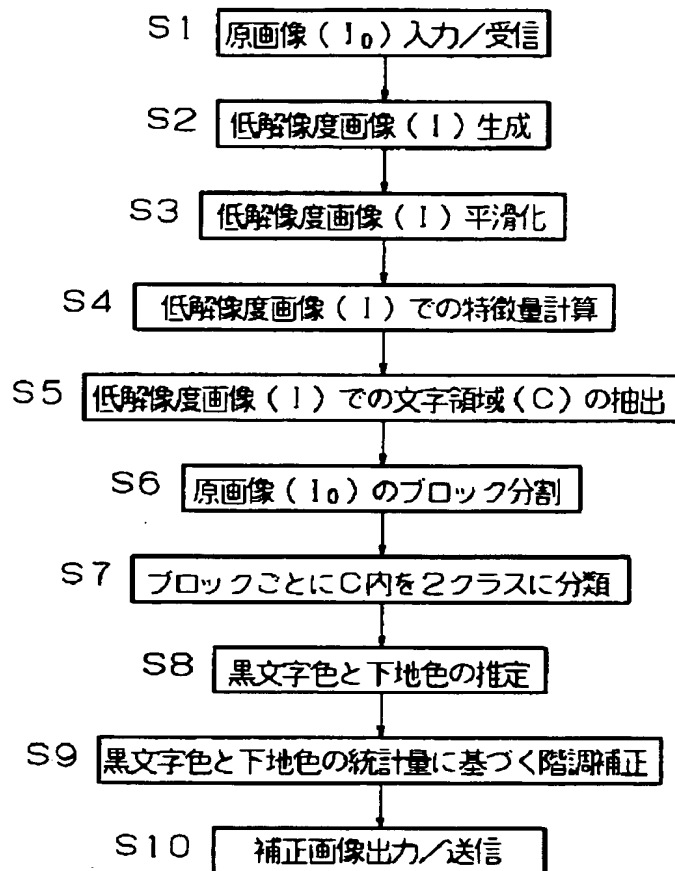 S1 原画像(I₀)入力/受信
S2 低解像度画像(I)生成
S3 低解像度画像(I)平滑化
S4 低解像度画像(I)での特徴量計算
S5 低解像度画像(I)での文字領域(C)の抽出
S6 原画像(I₀)のブロック分割
S7 ブロックごとにC内を2クラスに分類
S8 黒文字色と下地色の推定
S9 黒文字色と下地色の統計量に基づく階調補正
S10 補正画像出力/送信